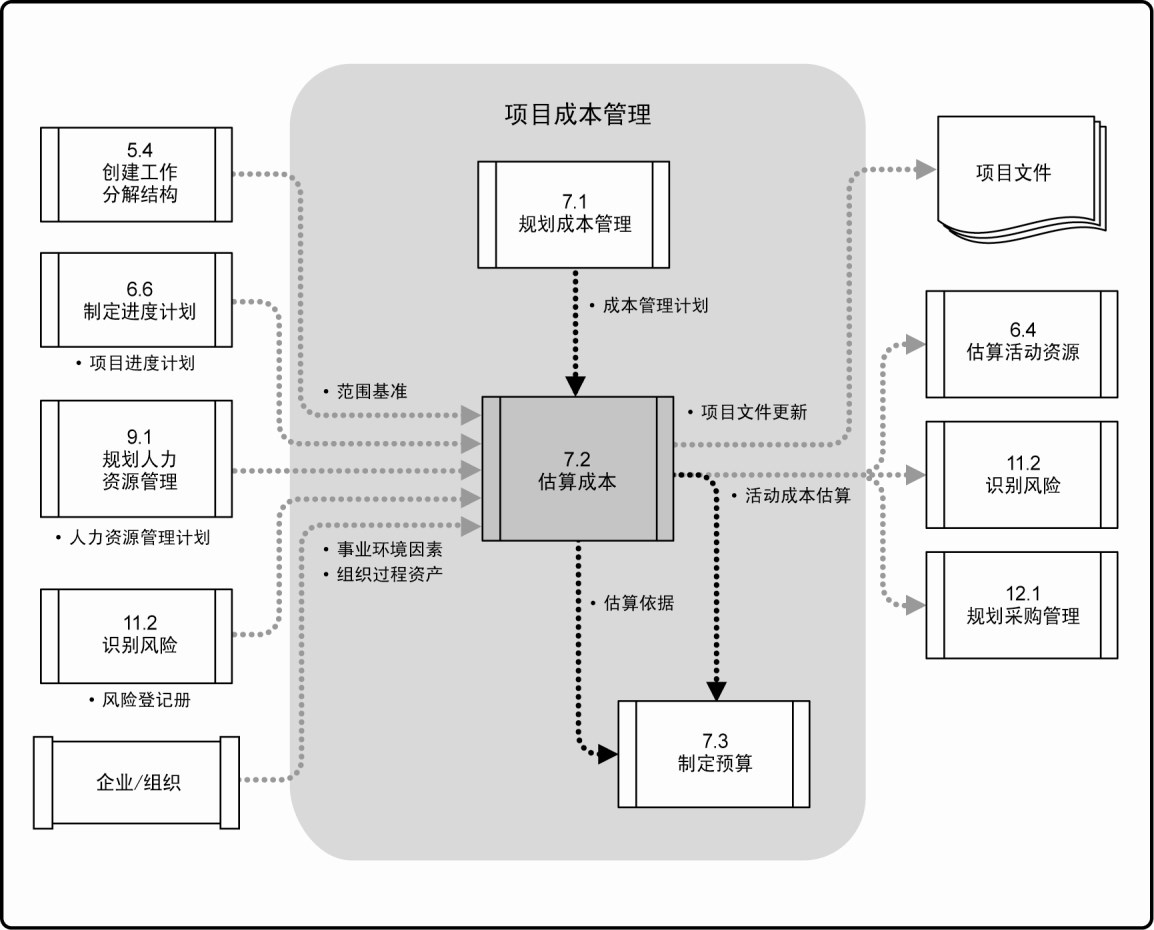 项目成本管理
5.4
创建工作
分解结构
7.1
规划成本管理
项目文件
6.6
制定进度计划
• 项目进度计划
• 成本管理计划
6.4
估算活动资源
• 范围基准
9.1
规划人力
资源管理
• 人力资源管理计划
7.2
估算成本
• 项目文件更新
• 活动成本估算
11.2
识别风险
• 事业环境因素
• 组织过程资产
11.2
识别风险
• 风险登记册
• 估算依据
12.1
规划采购管理
企业/组织
7.3
制定预算